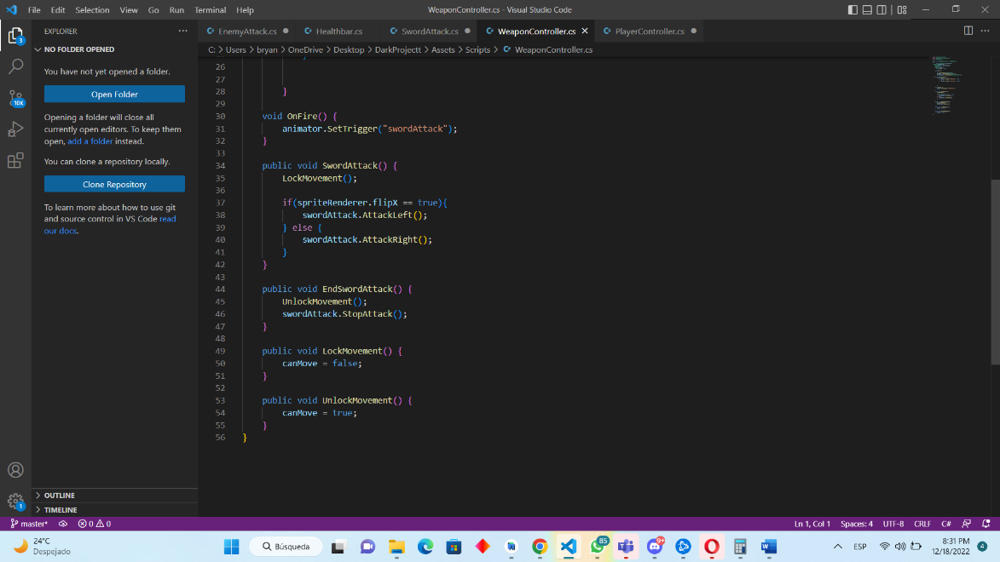 File Edit Selection View Go Run Terminal Help
WeaponController.cs - Visual Studio Code
EXPLORER
NO FOLDER OPENED
You have not yet opened a folder.
Open Folder
Opening a folder will close all
currently open editors. To keep them
open, add a folder instead.
You can clone a repository locally.
Clone Repository
To learn more about how to use git
and source control in VS Code read
our docs.
OUTLINE
TIMELINE
3
10K
1
EnemyAttack.cs Healthbar.cs SwordAttack.cs WeaponController.cs PlayerController.cs
C: > Users > bryan > OneDrive > Desktop > DarkProjectt > Assets > Scripts > WeaponController.cs
26
27
28 }
29
30 void OnFire() {
31 animator.SetTrigger("swordAttack");
32 }
33
34 public void SwordAttack() {
35 LockMovement();
36
37 if(spriteRenderer.flipX == true){
38 swordAttack.AttackLeft();
39 } else {
40 swordAttack.AttackRight();
41 }
42 }
43
44 public void EndSwordAttack() {
45 UnlockMovement();
46 swordAttack.StopAttack();
47 }
48
49 public void LockMovement() {
50 canMove = false;
51 }
52
53 public void UnlockMovement() {
54 canMove = true;
55 }
56 }
master* 0 0
Ln 1, Col 1 Spaces: 4 UTF-8 CRLF C#
24°C
Despejado
Búsqueda
85
9+
ESP
8:31 PM
12/18/2022
4